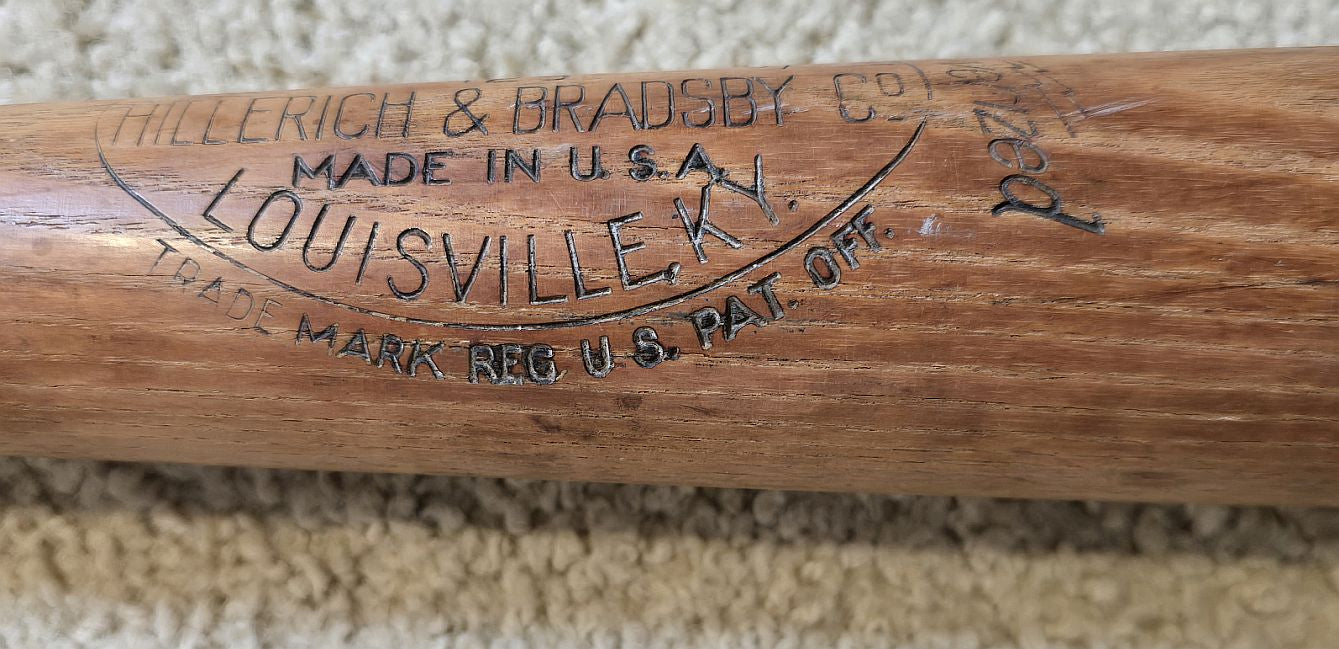 HILLERICH & BRADSBY Cº
MADE IN U.S.A.
LOUISVILLE, KY.
TRADE MARK REG. U.S. PAT. OFF.